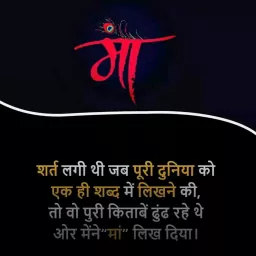 माँ
शर्त लगी थी जब पूरी दुनिया को
एक ही शब्द में लिखने की,
तो वो पुरी किताबें ढुंढ रहे थे
ओर मेंने“मां” लिख दिया।